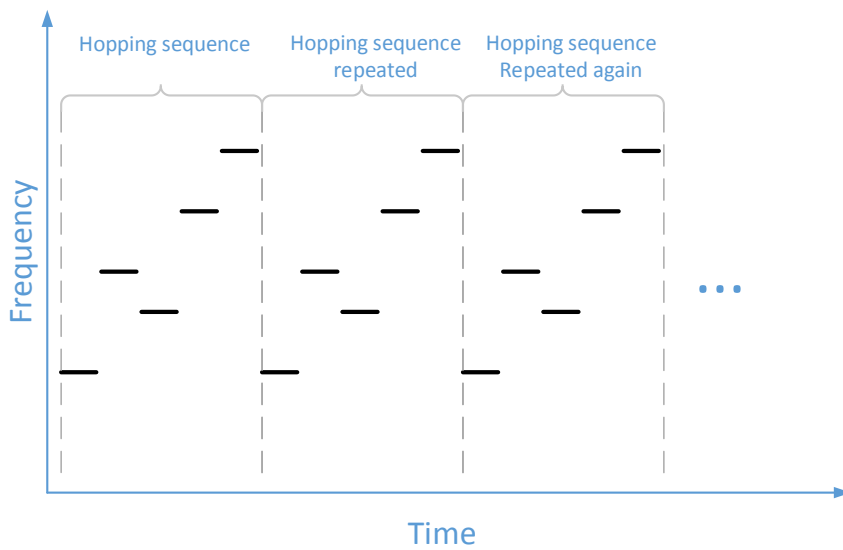 Hopping sequence
Hopping sequence
repeated
Hopping sequence
Repeated again
Frequency
...
Time